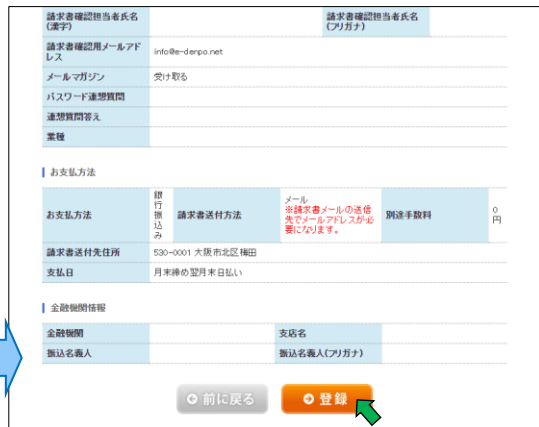 請求書確認担当者氏名
(漢字)
請求書確認担当者氏名
(フリガナ)
請求書確認用メールアド
レス
info@e-denpo.net
メールマガジン
受け取る
パスワード連想質問
連想質問答え
業種
お支払方法
お支払方法
銀
行
振
込
み
請求書送付方法
メール
※請求書メールの送信
先でメールアドレスが必
要になります。
別途手数料
0
円
請求書送付先住所
530-0001 大阪市北区梅田
支払日
月末締め翌月末日払い
金融機関情報
金融機関
支店名
振込名義人
振込名義人(フリガナ)
前に戻る
登録